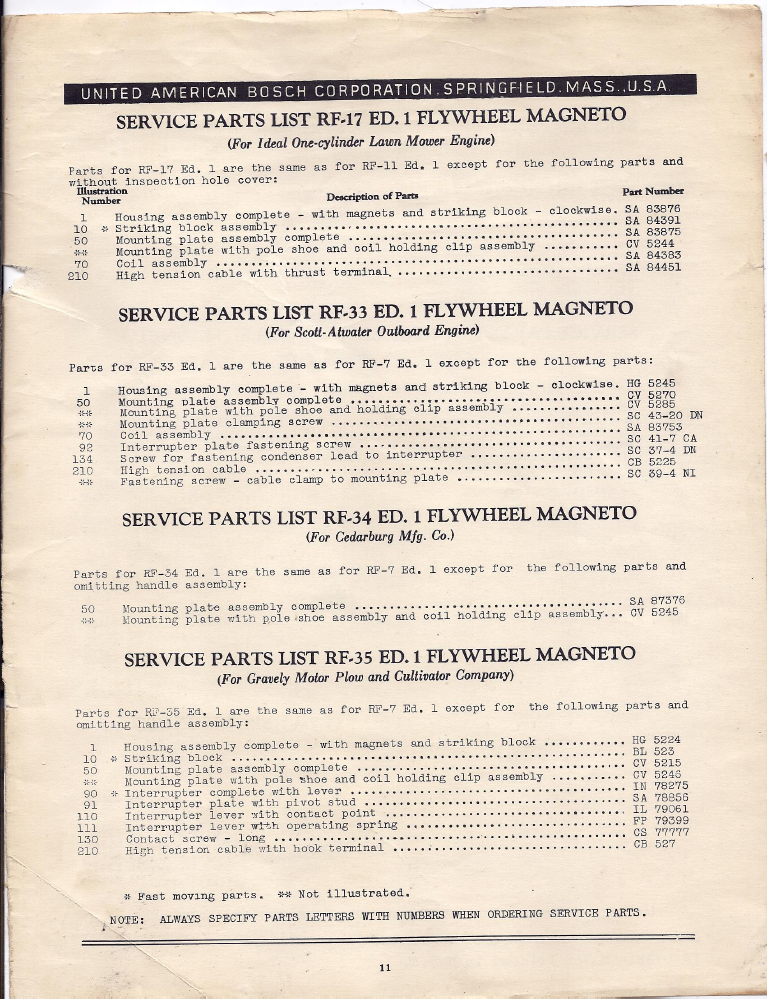 UNITED AMERICAN BOSCH CORPORATION. SPRINGFIELD. MASS., U.S.A.
SERVICE PARTS LIST RF-17 ED. 1 FLYWHEEL MAGNETO
(For Ideal One-cylinder Lawn Mower Engine)
Parts for RF-17 Ed. 1 are the same as for RF-11 Ed. 1 except for the following parts and
without inspection hole cover:
Illustration Number Description of Parts Part Number
1 Housing assembly complete - with magnets and striking block - clockwise. SA 83876
10 * Striking block assembly ........ SA 84391
50 Mounting plate assembly complete ........ SA 83875
** Mounting plate with pole shoe and coil holding clip assembly ........ CV 5244
70 Coil assembly ........ SA 84383
210 High tension cable with thrust terminal. ........ SA 84451
SERVICE PARTS LIST RF-33 ED. 1 FLYWHEEL MAGNETO
(For Scott-Atwater Outboard Engine)
Parts for RF-33 Ed. 1 are the same as for RF-7 Ed. 1 except for the following parts:
1 Housing assembly complete - with magnets and striking block - clockwise. HG 5245
50 Mounting plate assembly complete ........ CV 5270
** Mounting plate with pole shoe and holding clip assembly ........ CV 5285
** Mounting plate clamping screw ........ SC 43-20 DN
70 Coil assembly ........ SA 83753
92 Interrupter plate fastening screw ........ SC 41-7 CA
134 Screw for fastening condenser lead to interrupter ........ SC 37-4 DN
210 High tension cable ........ CB 5225
** Fastening screw - cable clamp to mounting plate ........ SC 39-4 NI
SERVICE PARTS LIST RF-34 ED. 1 FLYWHEEL MAGNETO
(For Cedarburg Mfg. Co.)
Parts for RF-34 Ed. 1 are the same as for RF-7 Ed. 1 except for the following parts and
omitting handle assembly:
50 Mounting plate assembly complete ........ SA 87376
** Mounting plate with pole shoe assembly and coil holding clip assembly... CV 5245
SERVICE PARTS LIST RF-35 ED. 1 FLYWHEEL MAGNETO
(For Gravely Motor Plow and Cultivator Company)
Parts for RF-35 Ed. 1 are the same as for RF-7 Ed. 1 except for the following parts and
omitting handle assembly:
1 Housing assembly complete - with magnets and striking block ........ HG 5224
10 * Striking block ........ BL 523
50 Mounting plate assembly complete ........ CV 5215
** Mounting plate with pole shoe and coil holding clip assembly ........ CV 5246
90 * Interrupter complete with lever ........ IN 78275
91 Interrupter plate with pivot stud ........ SA 78856
110 Interrupter lever with contact point ........ IL 79061
111 Interrupter lever with operating spring ........ FP 79399
130 Contact screw - long ........ CS 77777
210 High tension cable with hook terminal ........ CB 527
* Fast moving parts. ** Not illustrated.
NOTE: ALWAYS SPECIFY PARTS LETTERS WITH NUMBERS WHEN ORDERING SERVICE PARTS.
11